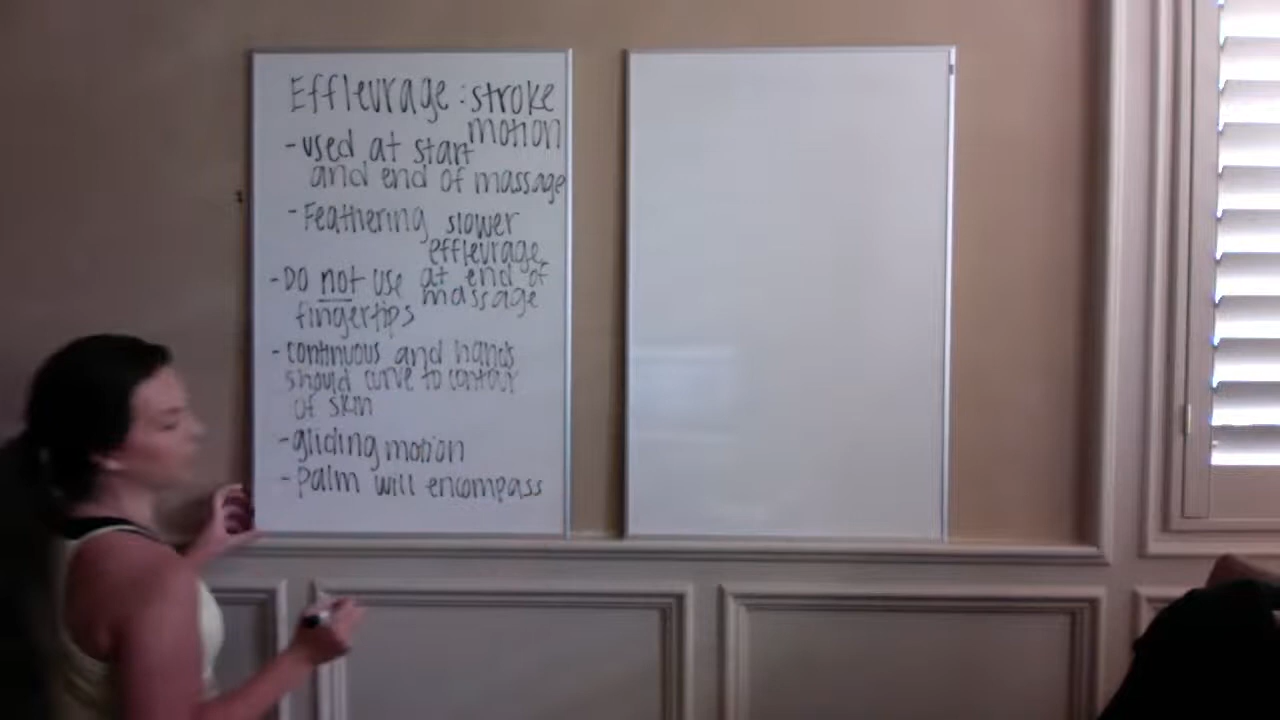 Effleurage : stroke
motion
- used at start
and end of massage
- Feathering slower
effleurage
at end of
massage
- DO not use
fingertips
- continuous and hands
should curve to contour
of skin
- gliding motion
- palm will encompass